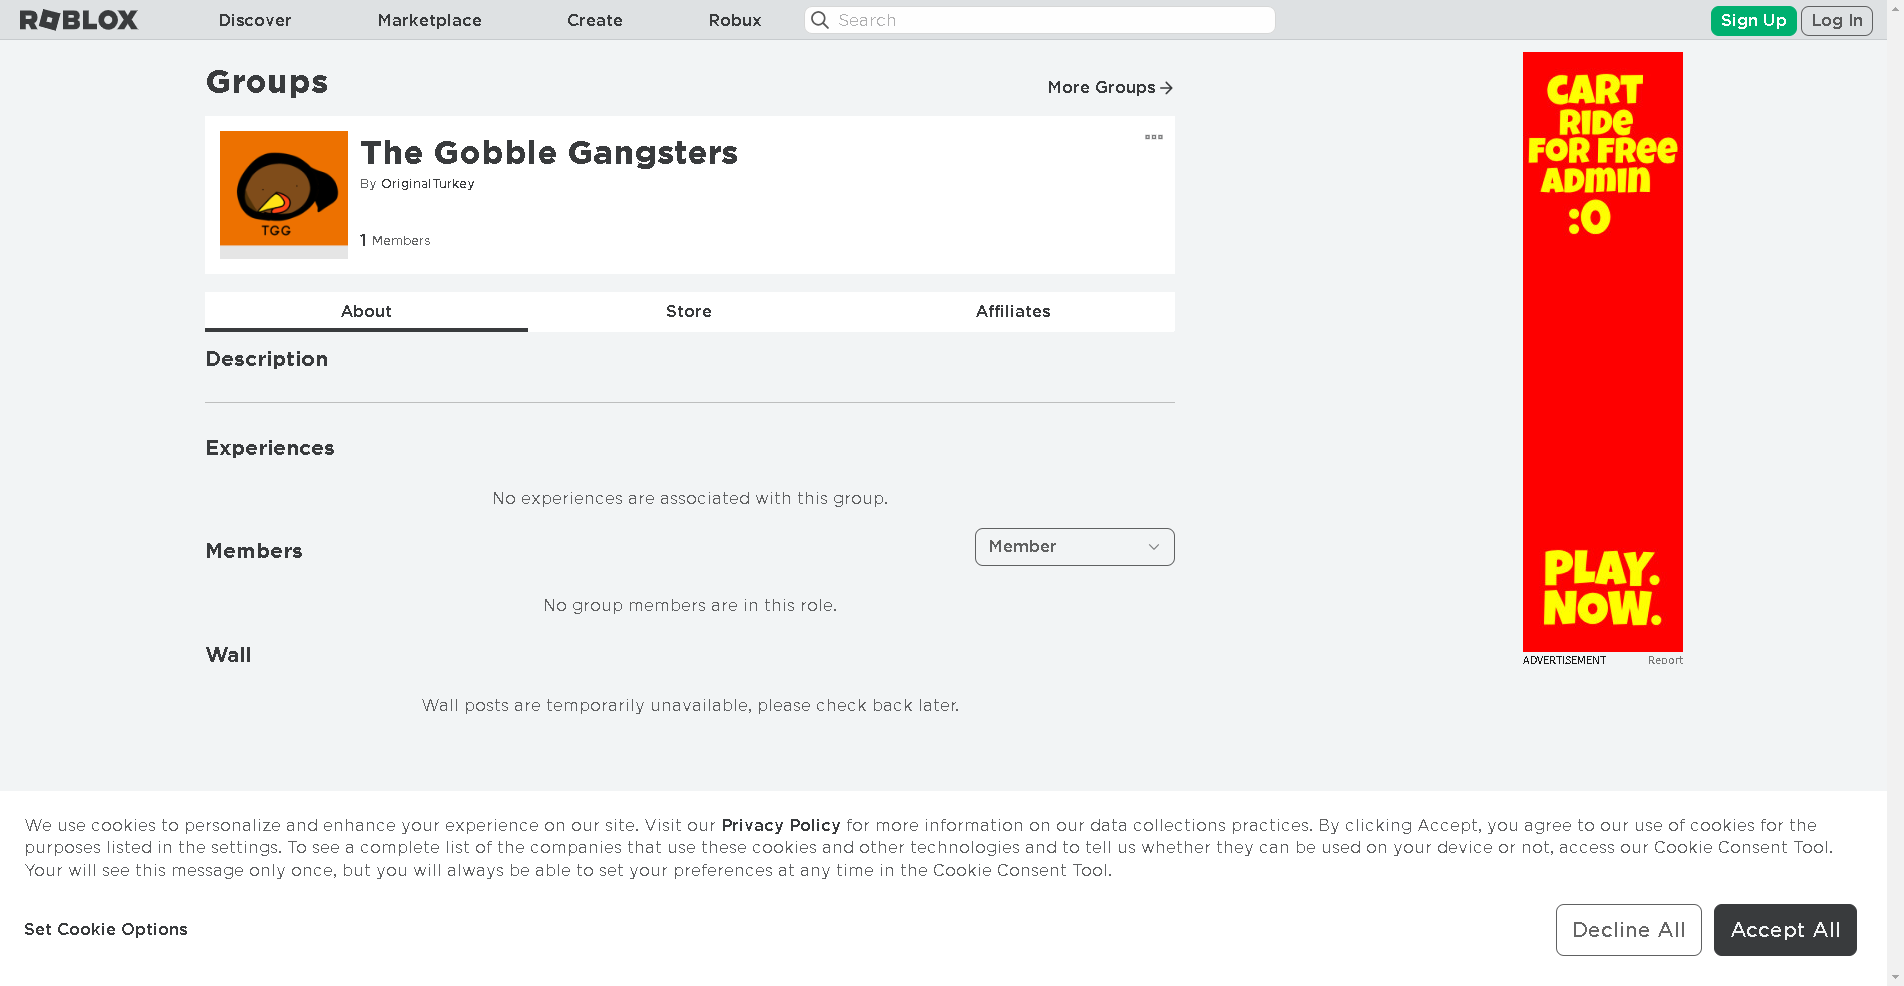 ROBLOX
Discover
Marketplace
Create
Robux
Search
Sign Up
Log In
Groups
More Groups
The Gobble Gangsters
By OriginalTurkey
TGG
1 Members
About
Store
Affiliates
Description
Experiences
No experiences are associated with this group.
Members
Member
No group members are in this role.
Wall
Wall posts are temporarily unavailable, please check back later.
CART
RIDE
FOR FREE
ADMIN
:O
PLAY.
NOW.
ADVERTISEMENT
Report
We use cookies to personalize and enhance your experience on our site. Visit our Privacy Policy for more information on our data collections practices. By clicking Accept, you agree to our use of cookies for the
purposes listed in the settings. To see a complete list of the companies that use these cookies and other technologies and to tell us whether they can be used on your device or not, access our Cookie Consent Tool.
Your will see this message only once, but you will always be able to set your preferences at any time in the Cookie Consent Tool.
Set Cookie Options
Decline All
Accept All